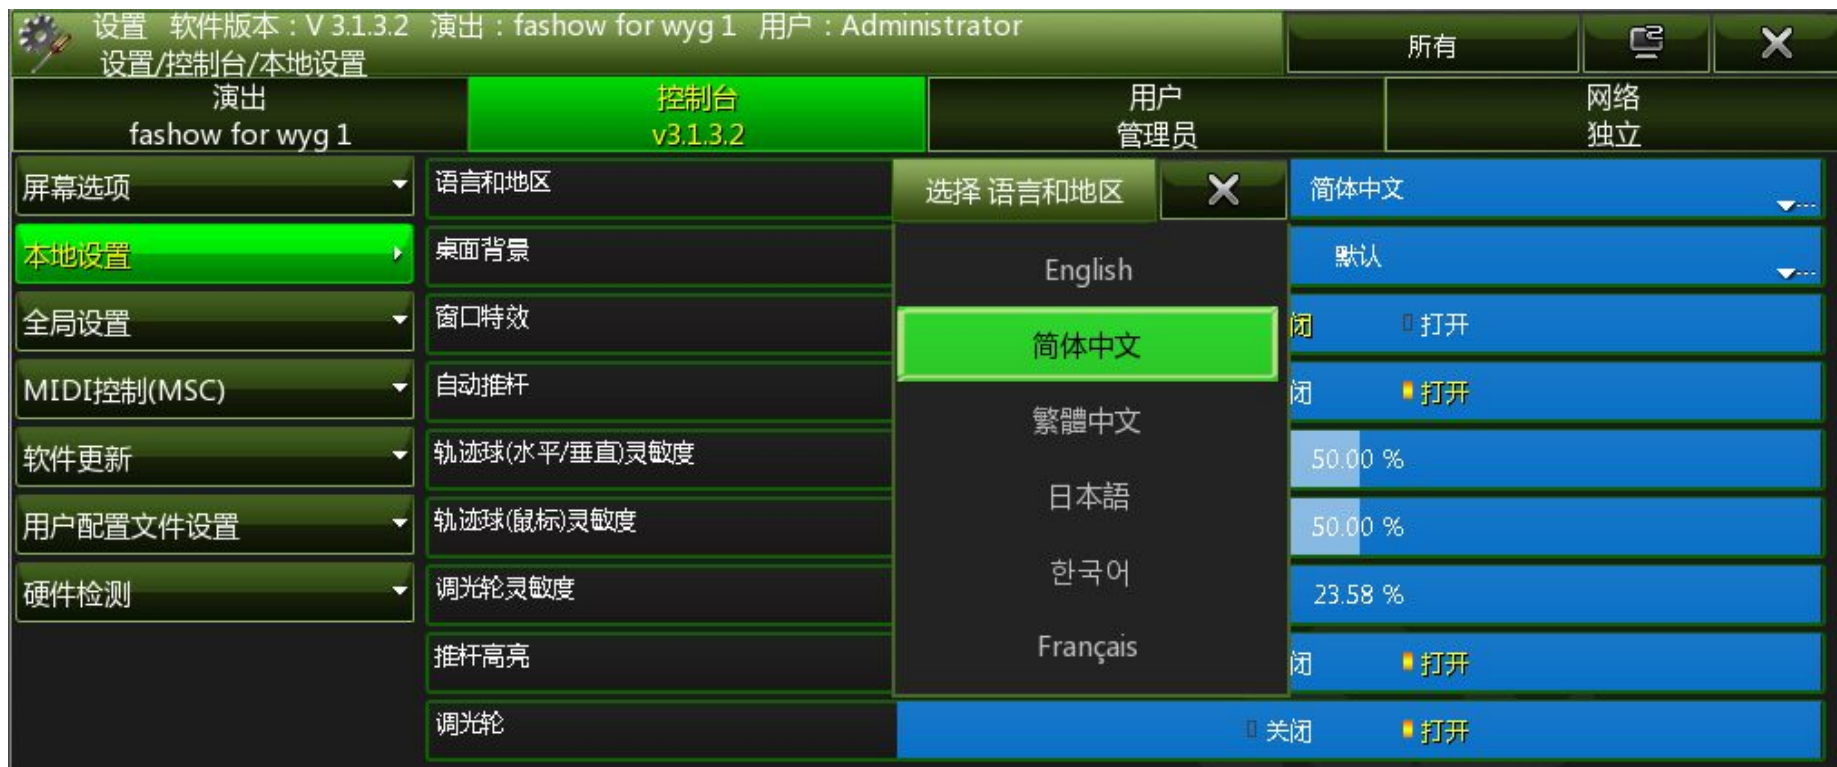 设置 软件版本：V 3.1.3.2 演出：fashow for wyg 1 用户：Administrator
设置/控制台/本地设置
所有
演出
fashow for wyg 1
控制台
v3.1.3.2
用户
管理员
网络
独立
屏幕选项
本地设置
全局设置
MIDI控制(MSC)
软件更新
用户配置文件设置
硬件检测
语言和地区
桌面背景
窗口特效
自动推杆
轨迹球(水平/垂直)灵敏度
轨迹球(鼠标)灵敏度
调光轮灵敏度
推杆高亮
调光轮
选择 语言和地区
English
简体中文
繁體中文
日本語
한국어
Français
简体中文
默认
闭 打开
闭 打开
50.00 %
50.00 %
23.58 %
闭 打开
关闭 打开